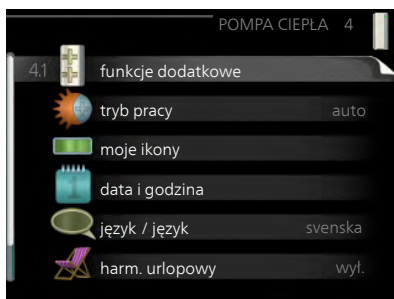 POMPA CIEPŁA 4
4.1 funkcje dodatkowe
tryb pracy auto
moje ikony
data i godzina
język / język svenska
harm. urlopowy wył.